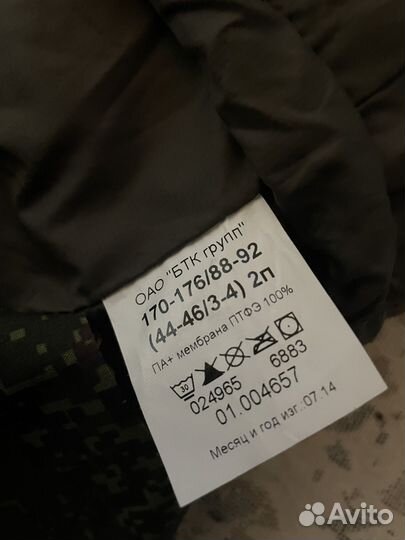 ОАО "БТК групп"
170-176/88-92
(44-46/3-4) 2п
ПА+ мембрана ПТФЭ 100%
30
024965 6883
01.004657
Месяц и год изг.:07.14
Avito